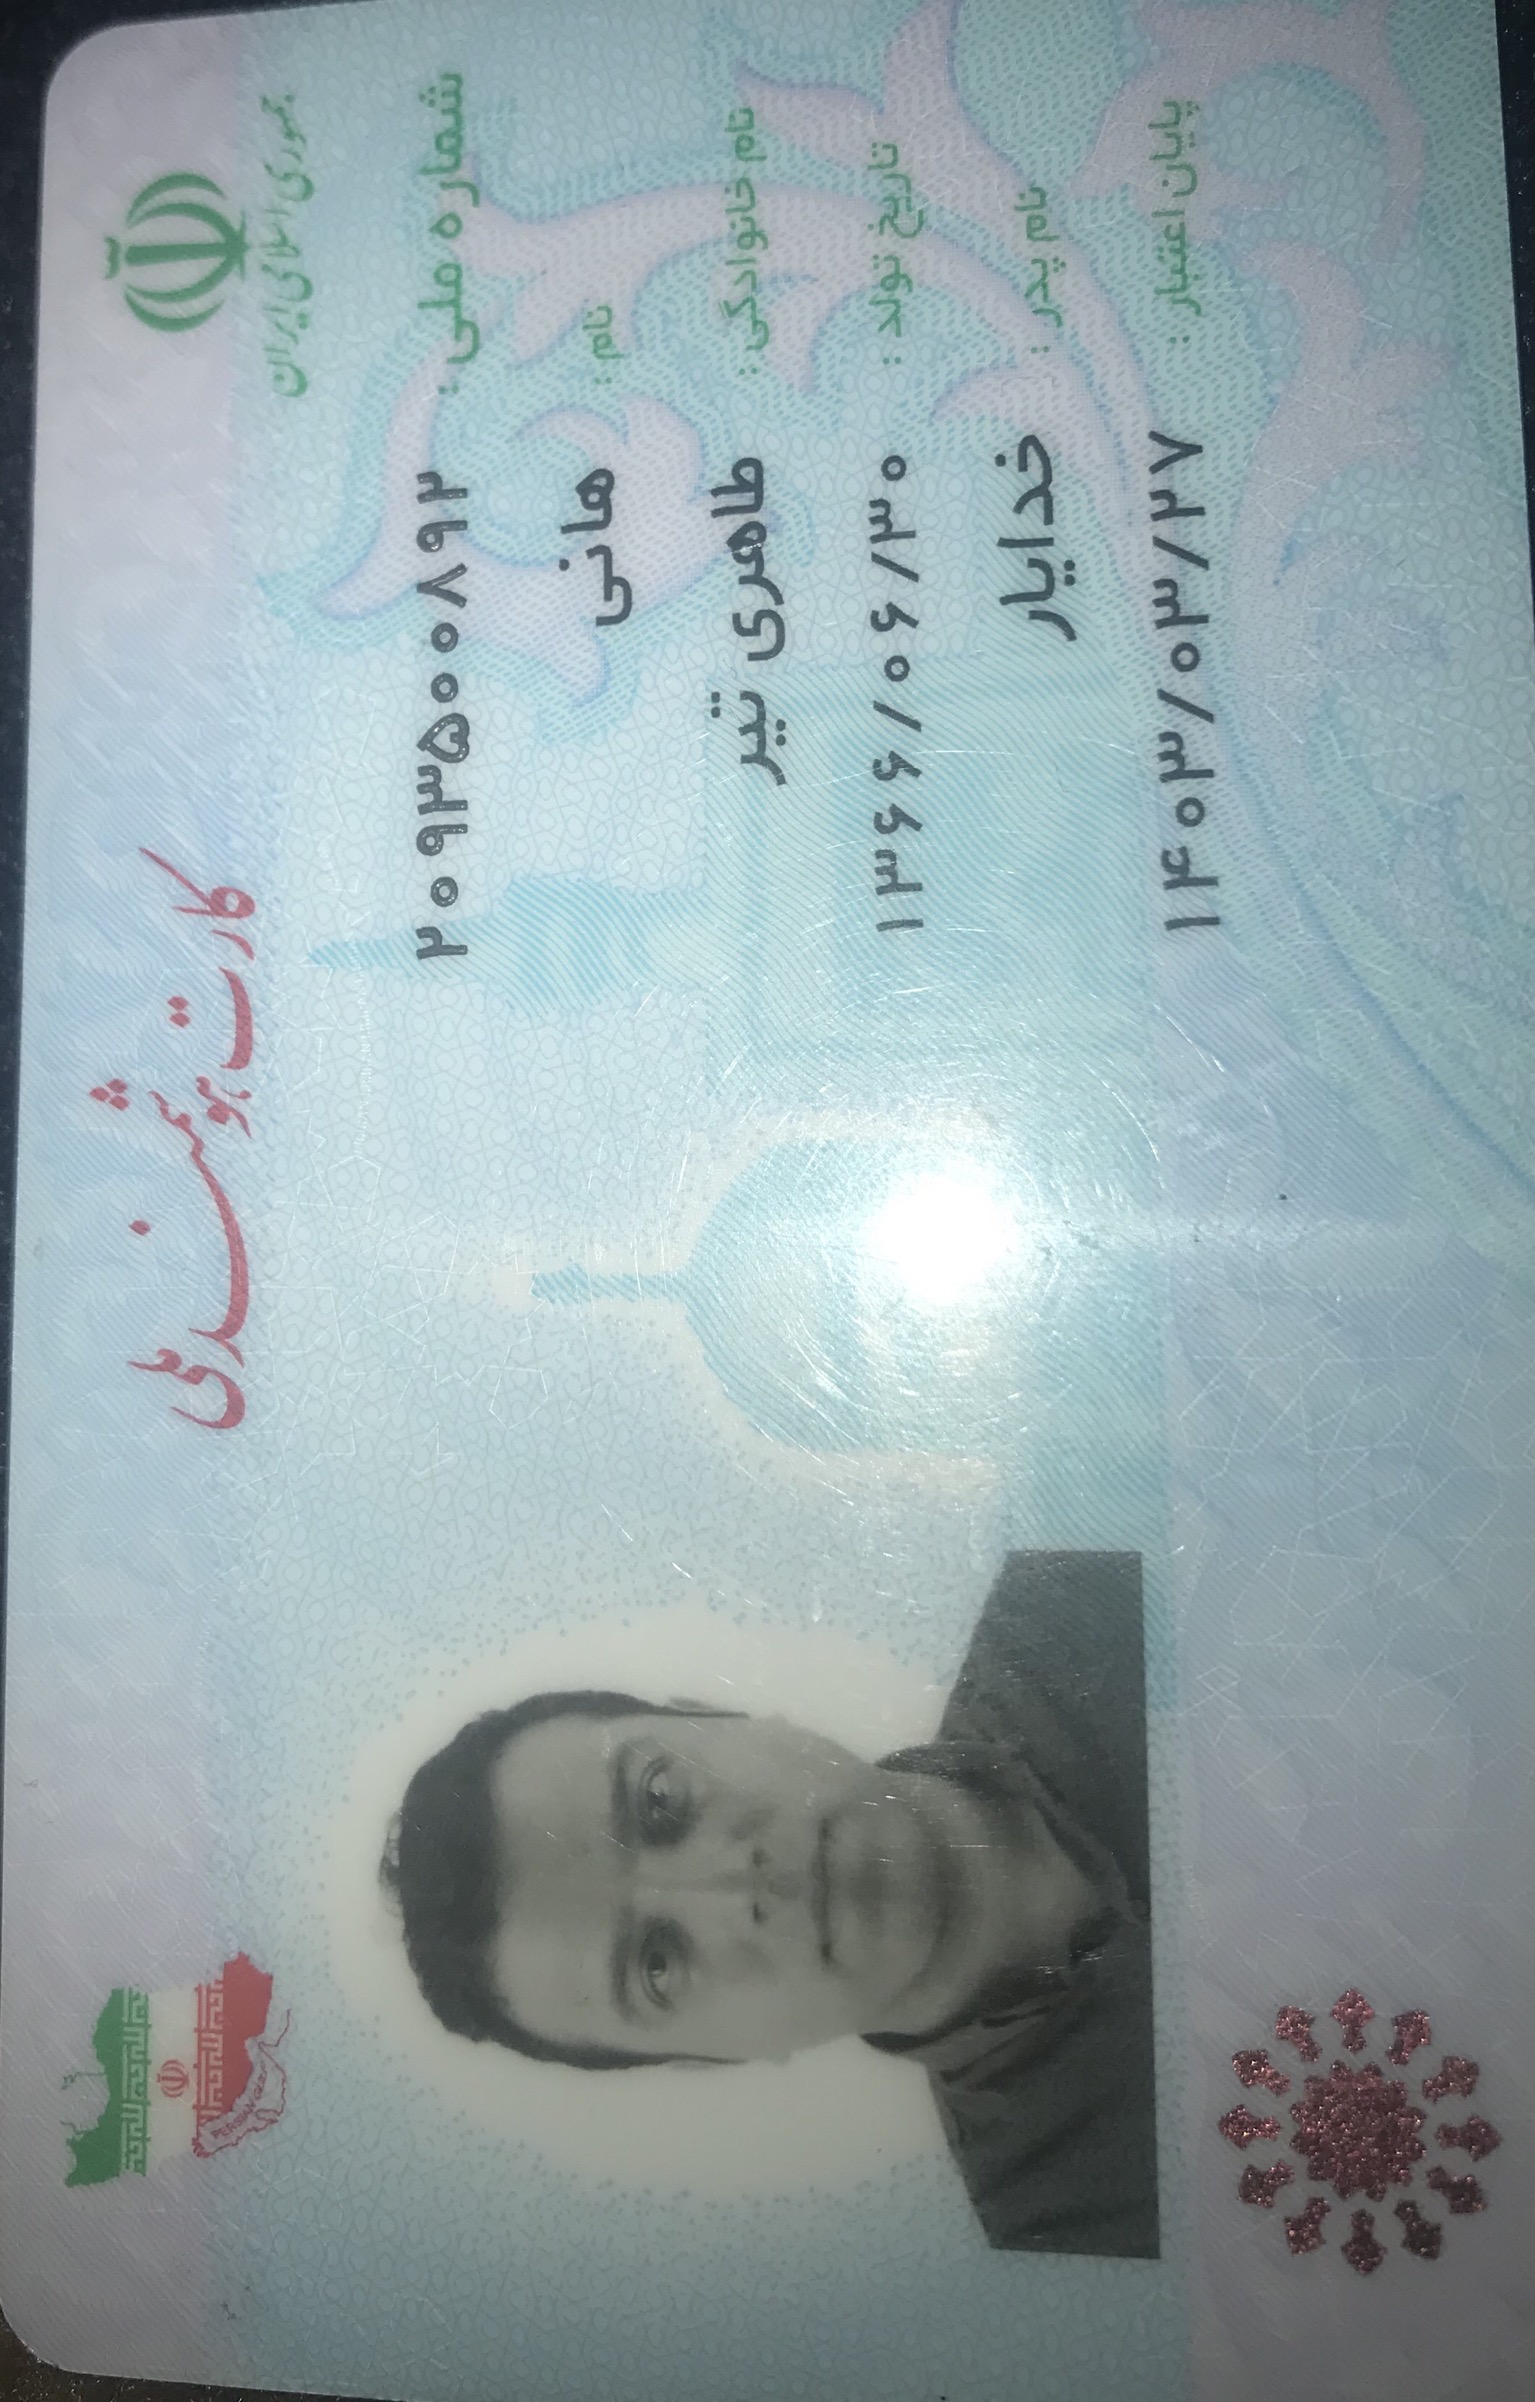 جمهوری اسلامی ایران
کارت هوشمند ملی
شماره ملی : ۲۰۹۳۵۰۰۸۹۲
نام : هانی
نام خانوادگی : طاهری تیر
تاریخ تولد : ۱۳۶۶/۰۶/۳۰
نام پدر : خدایار
پایان اعتبار : ۱۴۰۳/۰۳/۲۷